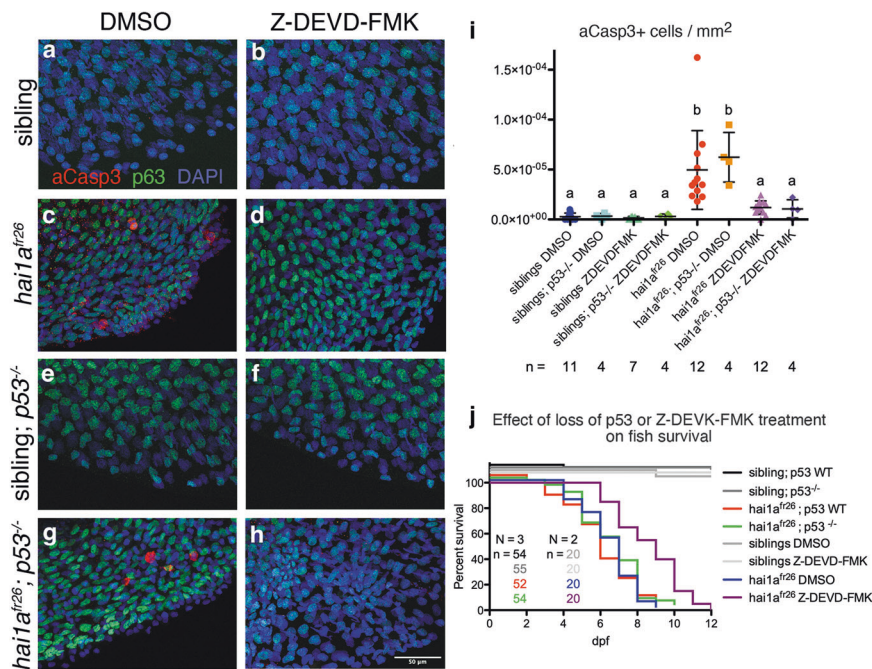 DMSO Z-DEVD-FMK
sibling
a
b
aCasp3 p63 DAPI
hai1a^fr26
c
d
sibling; p53-/-
e
f
hai1a^fr26; p53-/-
g
h
50 µm
i
aCasp3+ cells / mm2
1.5×10-04
1.0×10-04
5.0×10-05
0.0×10+00
a a a a b b a a
siblings DMSO
siblings; p53-/- DMSO
siblings ZDEVDFMK
siblings; p53-/- ZDEVDFMK
hai1a^fr26 DMSO
hai1a^fr26; p53-/- DMSO
hai1a^fr26 ZDEVDFMK
hai1a^fr26; p53-/- ZDEVDFMK
n = 11 4 7 4 12 4 12 4
j
Effect of loss of p53 or Z-DEVK-FMK treatment
on fish survival
Percent survival
100
80
60
40
20
0
0 2 4 6 8 10 12
dpf
N = 3 N = 2
n = 54 n = 20
55 20
52 20
54 20
sibling; p53 WT
sibling; p53-/-
hai1a^fr26; p53 WT
hai1a^fr26; p53 -/-
siblings DMSO
siblings Z-DEVD-FMK
hai1a^fr26 DMSO
hai1a^fr26 Z-DEVD-FMK